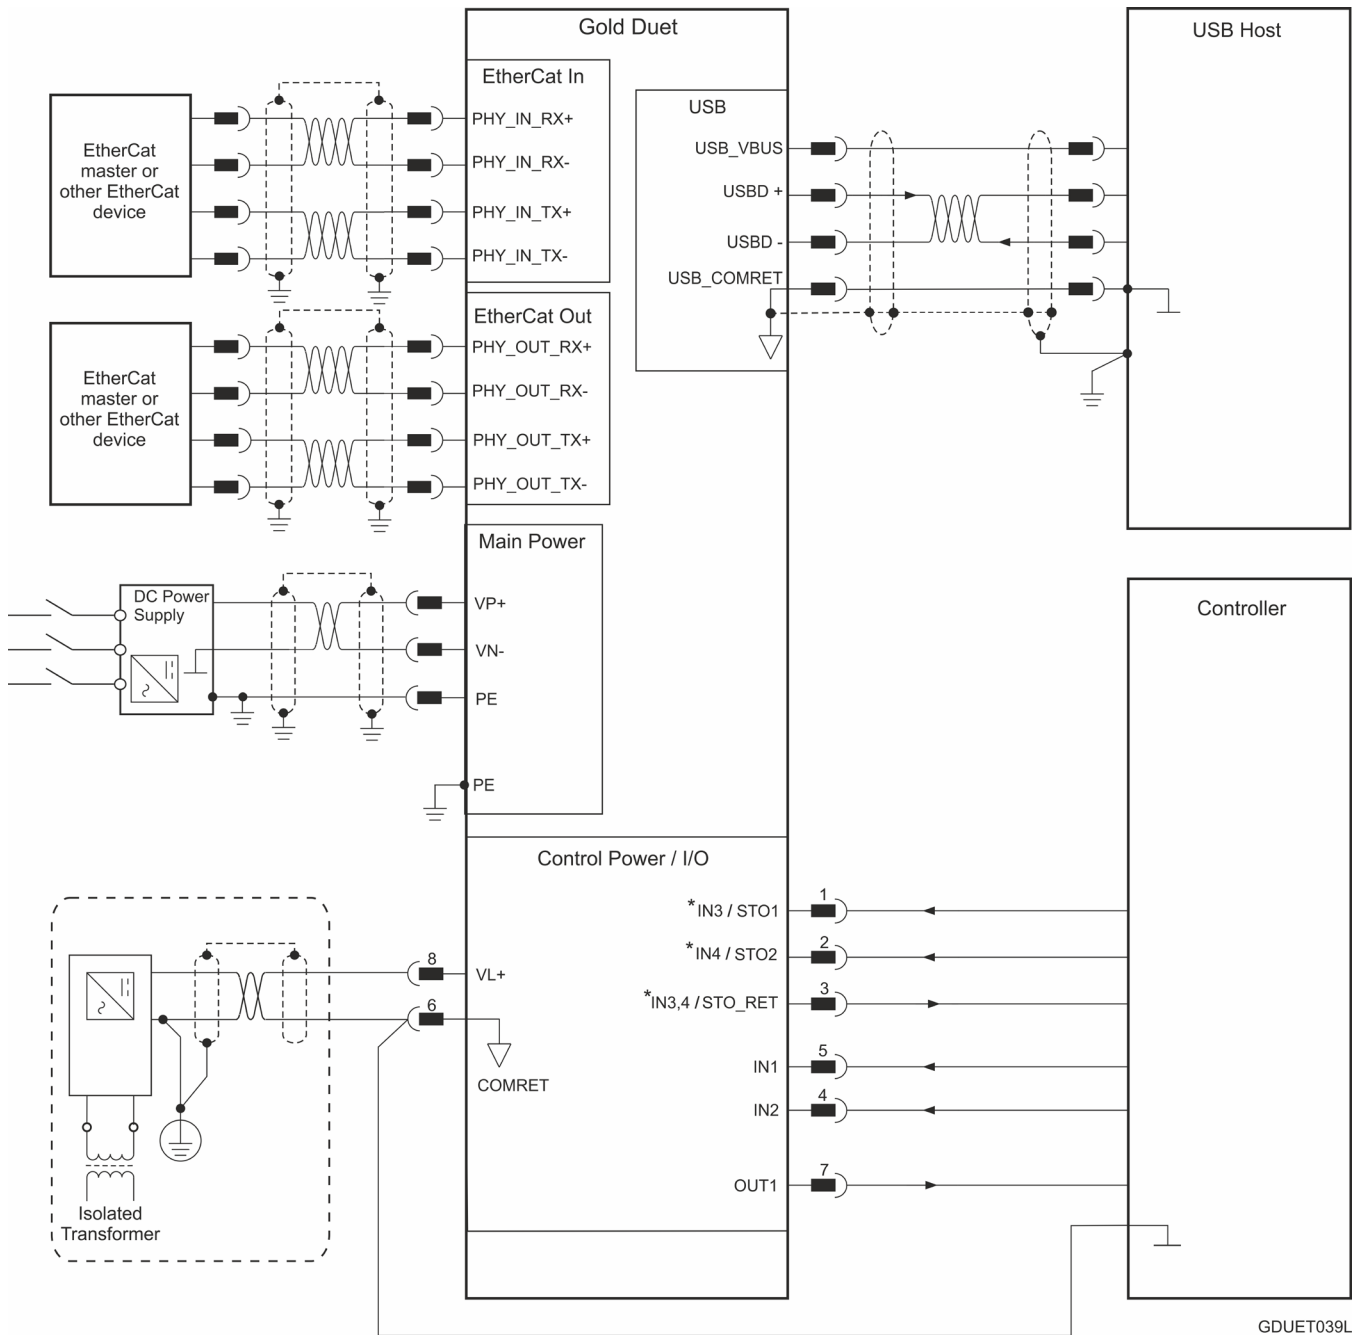 Gold Duet
USB Host
EtherCat In
PHY_IN_RX+
PHY_IN_RX-
PHY_IN_TX+
PHY_IN_TX-
EtherCat
master or
other EtherCat
device
USB
USB_VBUS
USBD +
USBD -
USB_COMRET
EtherCat Out
PHY_OUT_RX+
PHY_OUT_RX-
PHY_OUT_TX+
PHY_OUT_TX-
EtherCat
master or
other EtherCat
device
Main Power
VP+
VN-
PE
PE
DC Power
Supply
Controller
Control Power / I/O
*IN3 / STO1
1
*IN4 / STO2
2
*IN3,4 / STO_RET
3
IN1
5
IN2
4
OUT1
7
8
VL+
6
COMRET
Isolated
Transformer
GDUET039L